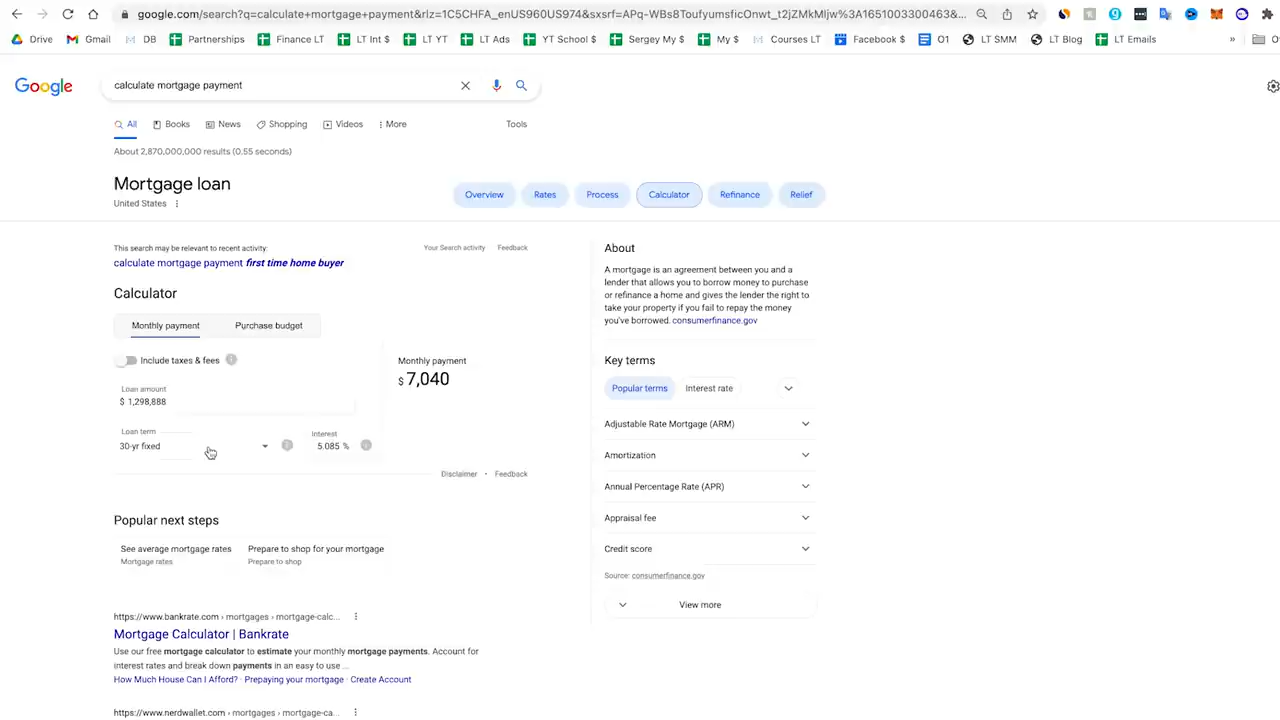 google.com/search?q=calculate+mortgage+payment&rlz=1C5CHFA_enUS960US974&sxsrf=APq-WBs8ToufyumsficOnwt_t2jZMkMljw%3A1651003300463&...
Drive Gmail DB Partnerships Finance LT LT Int $ LT YT LT Ads YT School $ Sergey My $ My $ Courses LT Facebook $ O1 LT SMM LT Blog LT Emails »
Google
calculate mortgage payment
All Books News Shopping Videos More Tools
About 2,870,000,000 results (0.55 seconds)
Mortgage loan
United States
Overview Rates Process Calculator Refinance Relief
This search may be relevant to recent activity:
Your Search activity Feedback
calculate mortgage payment first time home buyer
Calculator
Monthly payment Purchase budget
Include taxes & fees
Loan amount
$ 1,298,888
Loan term
30-yr fixed
Interest
5.085 %
Monthly payment
$ 7,040
Disclaimer • Feedback
Popular next steps
See average mortgage rates
Mortgage rates
Prepare to shop for your mortgage
Prepare to shop
https://www.bankrate.com › mortgages › mortgage-calc...
Mortgage Calculator | Bankrate
Use our free mortgage calculator to estimate your monthly mortgage payments. Account for
interest rates and break down payments in an easy to use ...
How Much House Can I Afford? · Prepaying your mortgage · Create Account
https://www.nerdwallet.com › mortgages › mortgage-ca...
About
A mortgage is an agreement between you and a
lender that allows you to borrow money to purchase
or refinance a home and gives the lender the right to
take your property if you fail to repay the money
you've borrowed. consumerfinance.gov
Key terms
Popular terms Interest rate
Adjustable Rate Mortgage (ARM)
Amortization
Annual Percentage Rate (APR)
Appraisal fee
Credit score
Source: consumerfinance.gov
View more